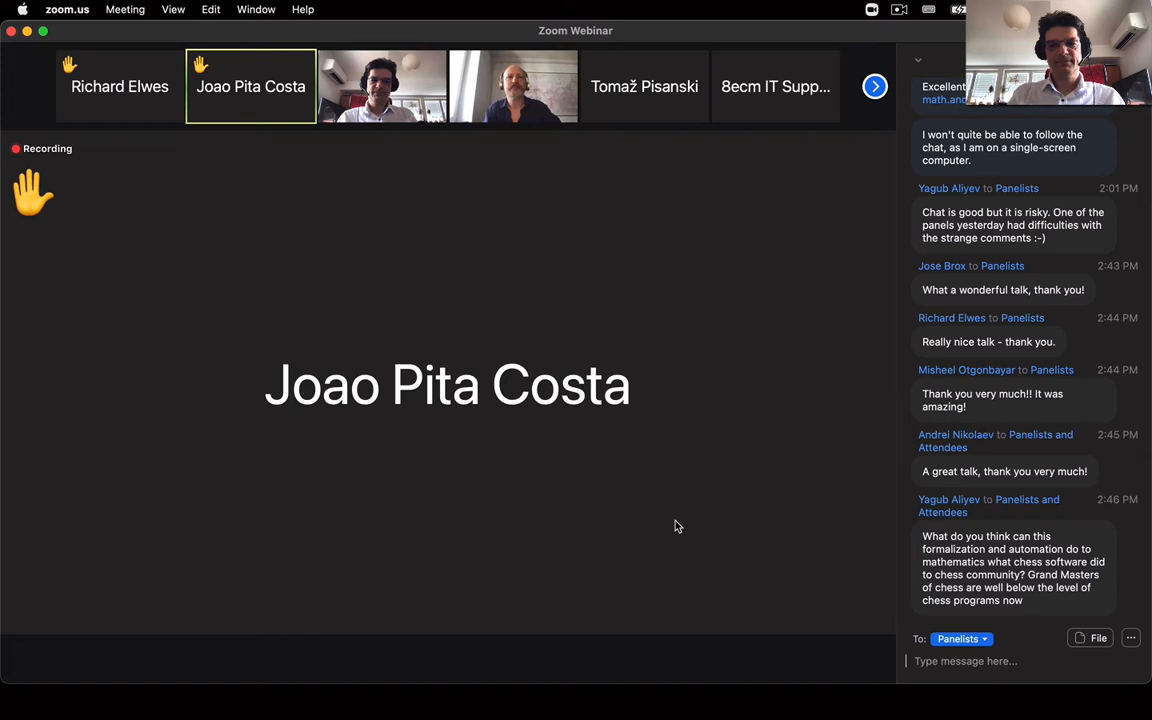 zoom.us Meeting View Edit Window Help
Zoom Webinar
Richard Elwes
Joao Pita Costa
Tomaž Pisanski
8ecm IT Supp...
Recording
Joao Pita Costa
Excellent
math.and
I won't quite be able to follow the
chat, as I am on a single-screen
computer.
Yagub Aliyev to Panelists 2:01 PM
Chat is good but it is risky. One of the
panels yesterday had difficulties with
the strange comments :-)
Jose Brox to Panelists 2:43 PM
What a wonderful talk, thank you!
Richard Elwes to Panelists 2:44 PM
Really nice talk - thank you.
Misheel Otgonbayar to Panelists 2:44 PM
Thank you very much!! It was
amazing!
Andrei Nikolaev to Panelists and 2:45 PM
Attendees
A great talk, thank you very much!
Yagub Aliyev to Panelists and 2:46 PM
Attendees
What do you think can this
formalization and automation do to
mathematics what chess software did
to chess community? Grand Masters
of chess are well below the level of
chess programs now
To: Panelists
File
Type message here...